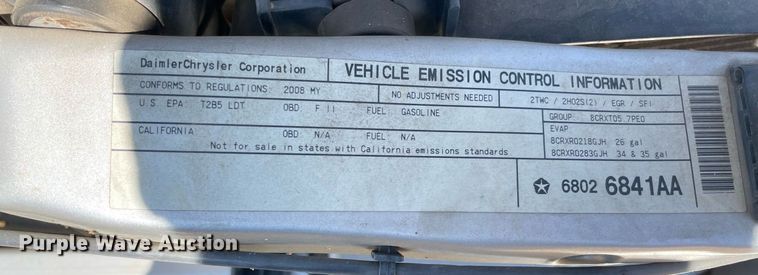 DaimlerChrysler Corporation
VEHICLE EMISSION CONTROL INFORMATION
CONFORMS TO REGULATIONS: 2008 MY
NO ADJUSTMENTS NEEDED
2TWC / 2HO2S(2) / EGR / SFI
U.S. EPA: T2B5 LDT OBD: F II FUEL: GASOLINE
GROUP: 8CRXT05.7PE0
EVAP
CALIFORNIA OBD: N/A FUEL: N/A
8CRXR0218GJH 26 gal
Not for sale in states with California emissions standards.
8CRXR0283GJH 34 & 35 gal
6802 6841AA
Purple Wave Auction